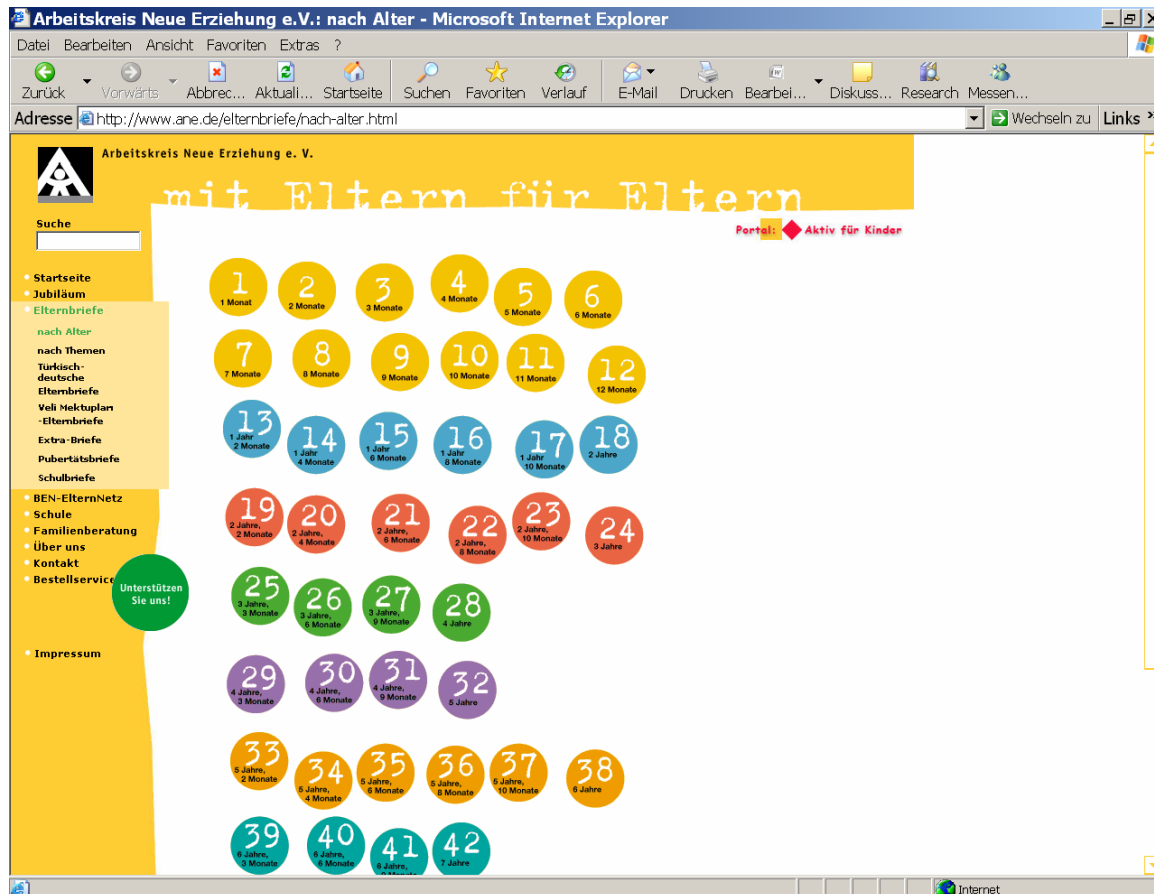 Arbeitskreis Neue Erziehung e.V.: nach Alter - Microsoft Internet Explorer
Datei Bearbeiten Ansicht Favoriten Extras ?
Zurück Vorwärts Abbrec... Aktuali... Startseite Suchen Favoriten Verlauf E-Mail Drucken Bearbei... Diskuss... Research Messen...
Adresse http://www.ane.de/elternbriefe/nach-alter.html Wechseln zu Links »
Arbeitskreis Neue Erziehung e. V.
mit Eltern für Eltern
Portal: Aktiv für Kinder
Suche
Startseite
Jubiläum
Elternbriefe
nach Alter
nach Themen
Türkisch-
deutsche
Elternbriefe
Veli Mektupları
-Elternbriefe
Extra-Briefe
Pubertätsbriefe
Schulbriefe
BEN-ElternNetz
Schule
Familienberatung
Über uns
Kontakt
Bestellservice
Unterstützen
Sie uns!
Impressum
1 2 3 4 5 6
1 Monat 2 Monate 3 Monate 4 Monate 5 Monate 6 Monate
7 8 9 10 11 12
7 Monate 8 Monate 9 Monate 10 Monate 11 Monate 12 Monate
13 14 15 16 17 18
1 Jahr 1 Jahr 1 Jahr 1 Jahr 1 Jahr 2 Jahre
2 Monate 4 Monate 6 Monate 8 Monate 10 Monate
19 20 21 22 23 24
2 Jahre, 2 Jahre, 2 Jahre, 2 Jahre, 2 Jahre, 3 Jahre
2 Monate 4 Monate 6 Monate 8 Monate 10 Monate
25 26 27 28
3 Jahre, 3 Jahre, 3 Jahre, 4 Jahre
3 Monate 6 Monate 9 Monate
29 30 31 32
4 Jahre, 4 Jahre, 4 Jahre, 5 Jahre
3 Monate 6 Monate 9 Monate
33 34 35 36 37 38
5 Jahre, 5 Jahre, 5 Jahre, 5 Jahre, 5 Jahre, 6 Jahre
2 Monate 4 Monate 6 Monate 8 Monate 10 Monate
39 40 41 42
6 Jahre, 6 Jahre, 6 Jahre, 7 Jahre
3 Monate 6 Monate
Internet